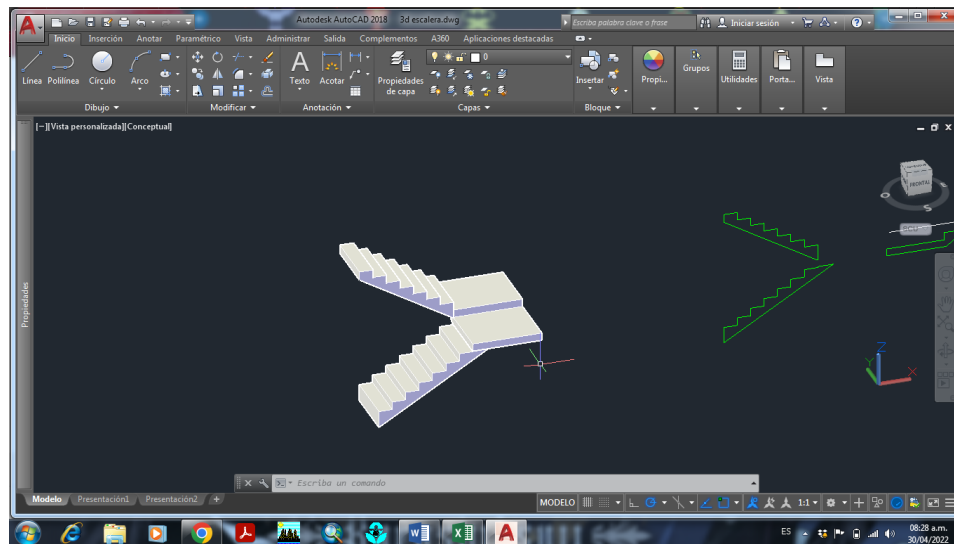 Autodesk AutoCAD 2018 3d escalera.dwg
Escriba palabra clave o frase
Iniciar sesión
Inicio Inserción Anotar Paramétrico Vista Administrar Salida Complementos A360 Aplicaciones destacadas
Línea Polilínea Círculo Arco
Texto Acotar
Propiedades de capa
0
Insertar
Propi...
Grupos
Utilidades
Porta...
Vista
Dibujo Modificar Anotación Capas Bloque
[−][Vista personalizada][Conceptual]
FRONTAL
O S E
SCU
Propiedades
Z
Y X
Escriba un comando
Modelo Presentación1 Presentación2 +
MODELO 1:1
ES
08:28 a.m.
30/04/2022